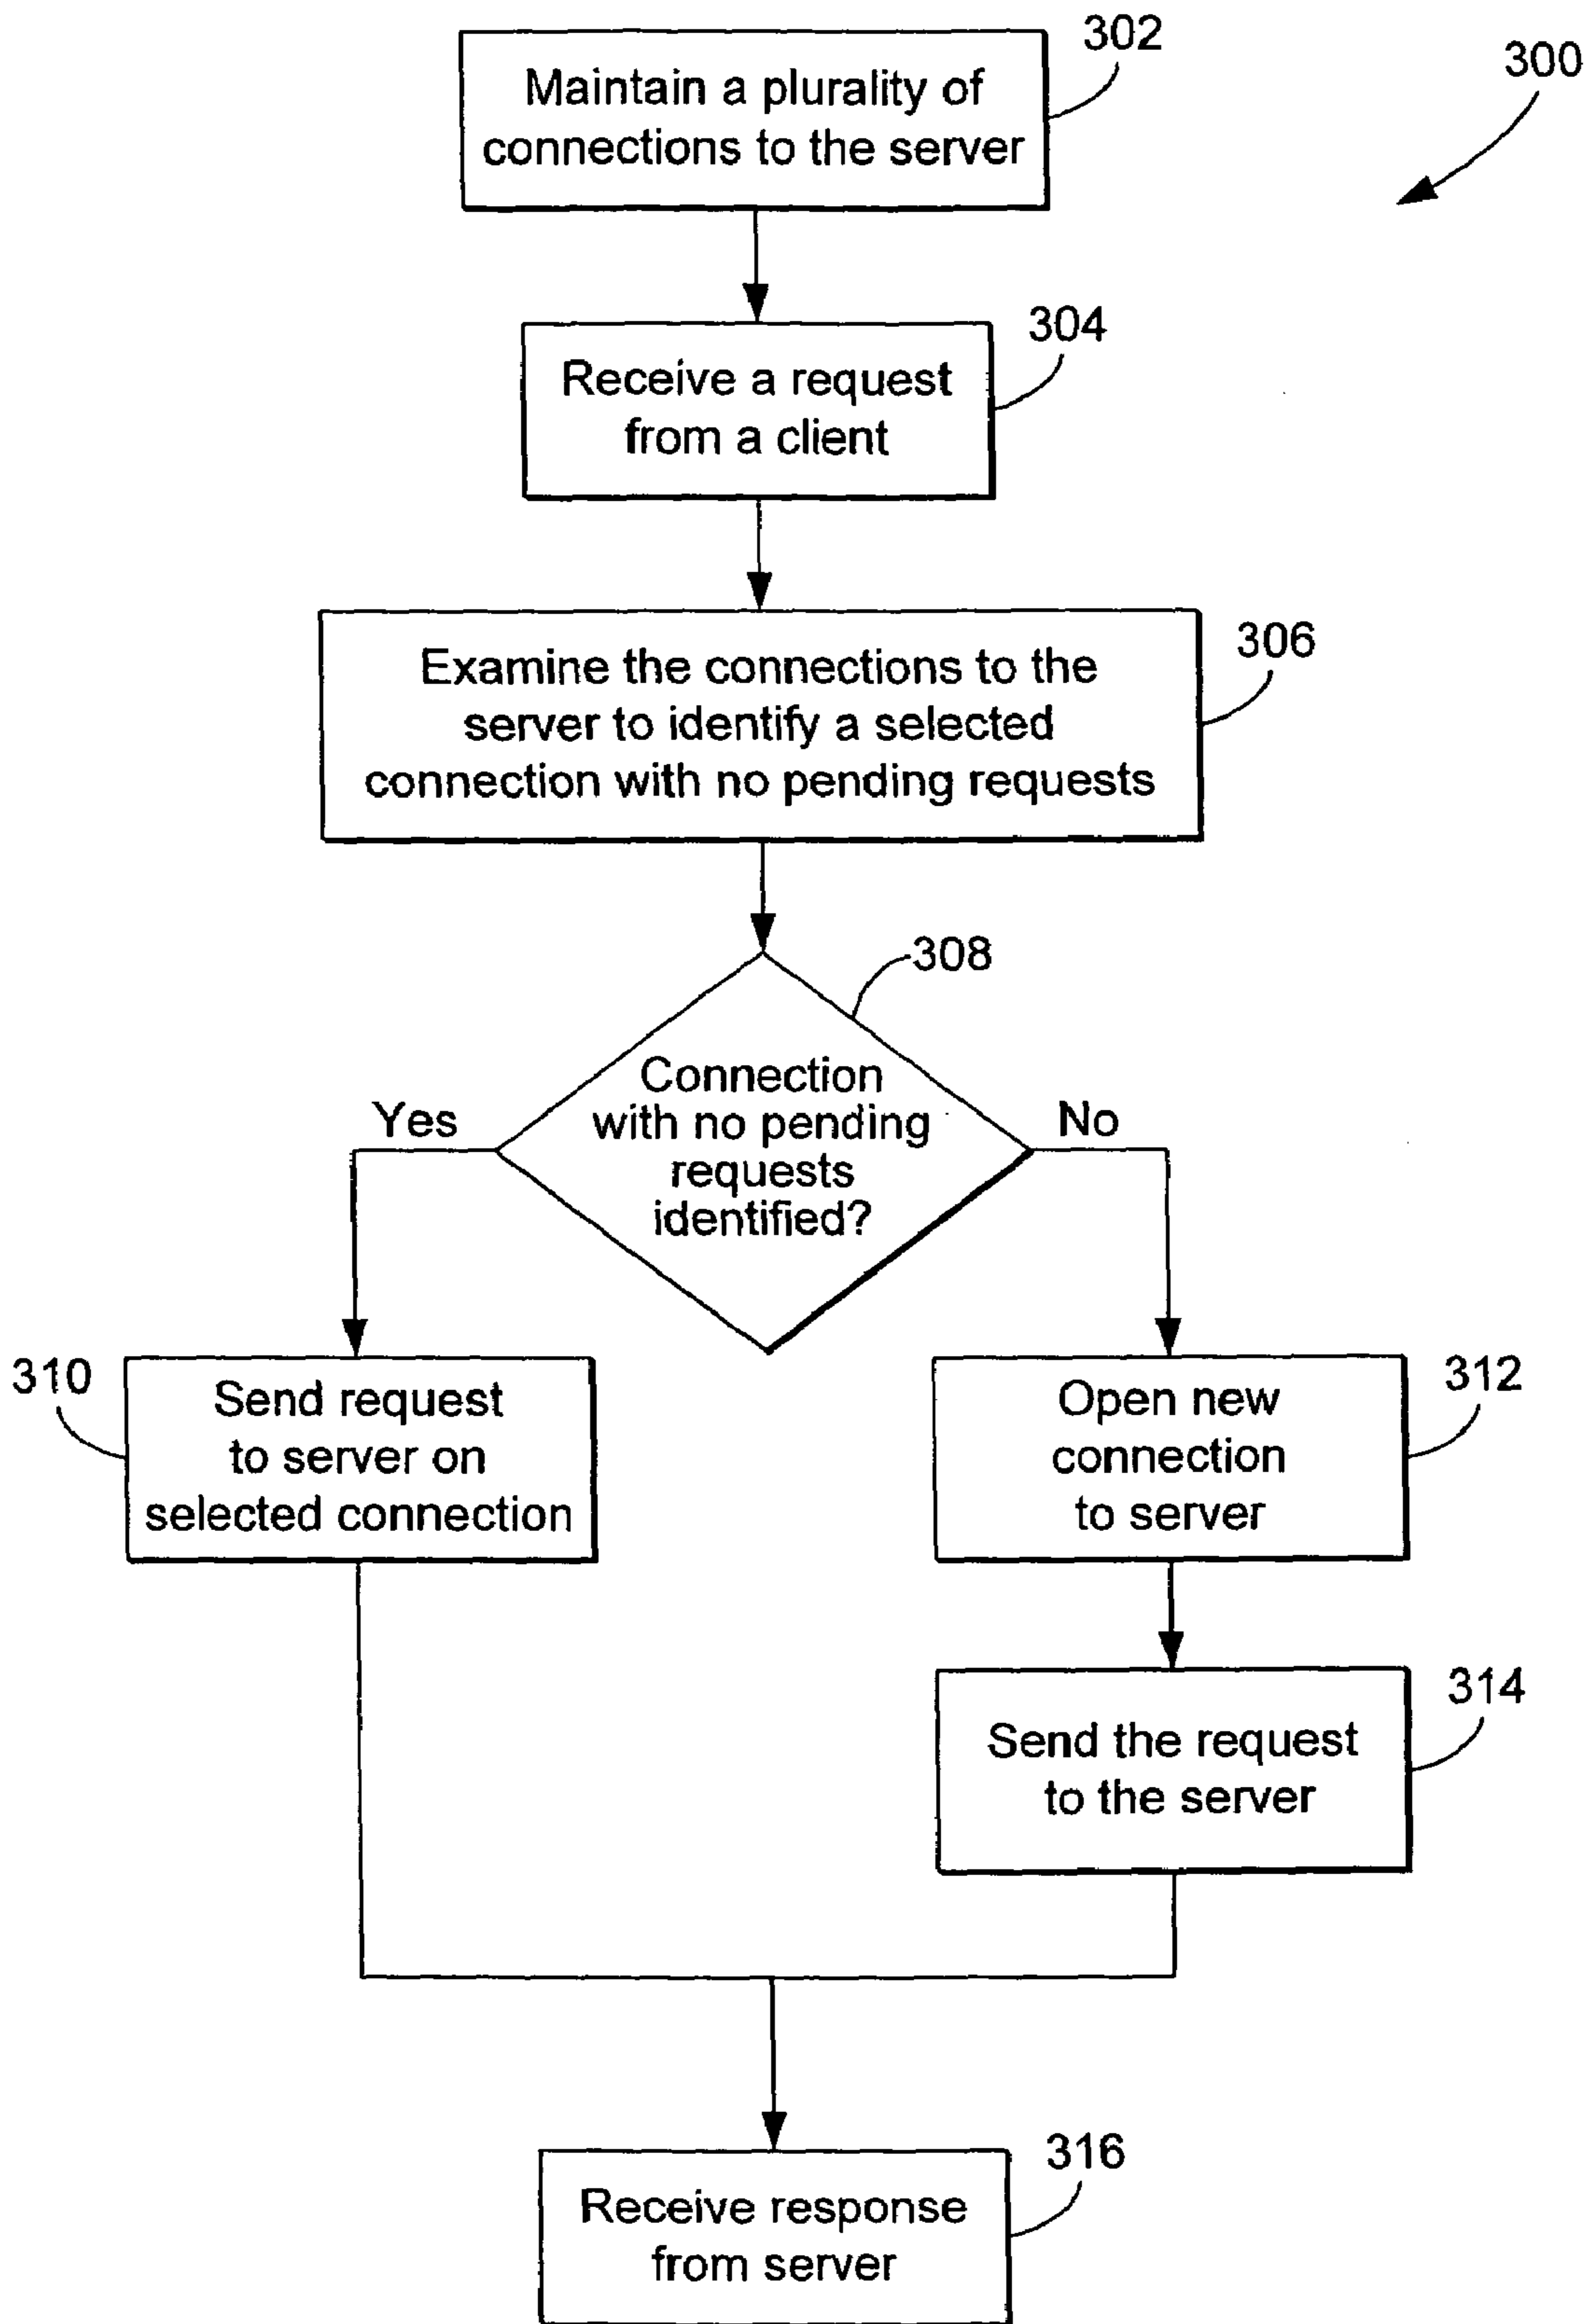 302
300
Maintain a plurality of
connections to the server
304
Receive a request
from a client
306
Examine the connections to the
server to identify a selected
connection with no pending requests
308
Connection
with no pending
requests
identified?
Yes
No
310
Send request
to server on
selected connection
312
Open new
connection
to server
314
Send the request
to the server
316
Receive response
from server